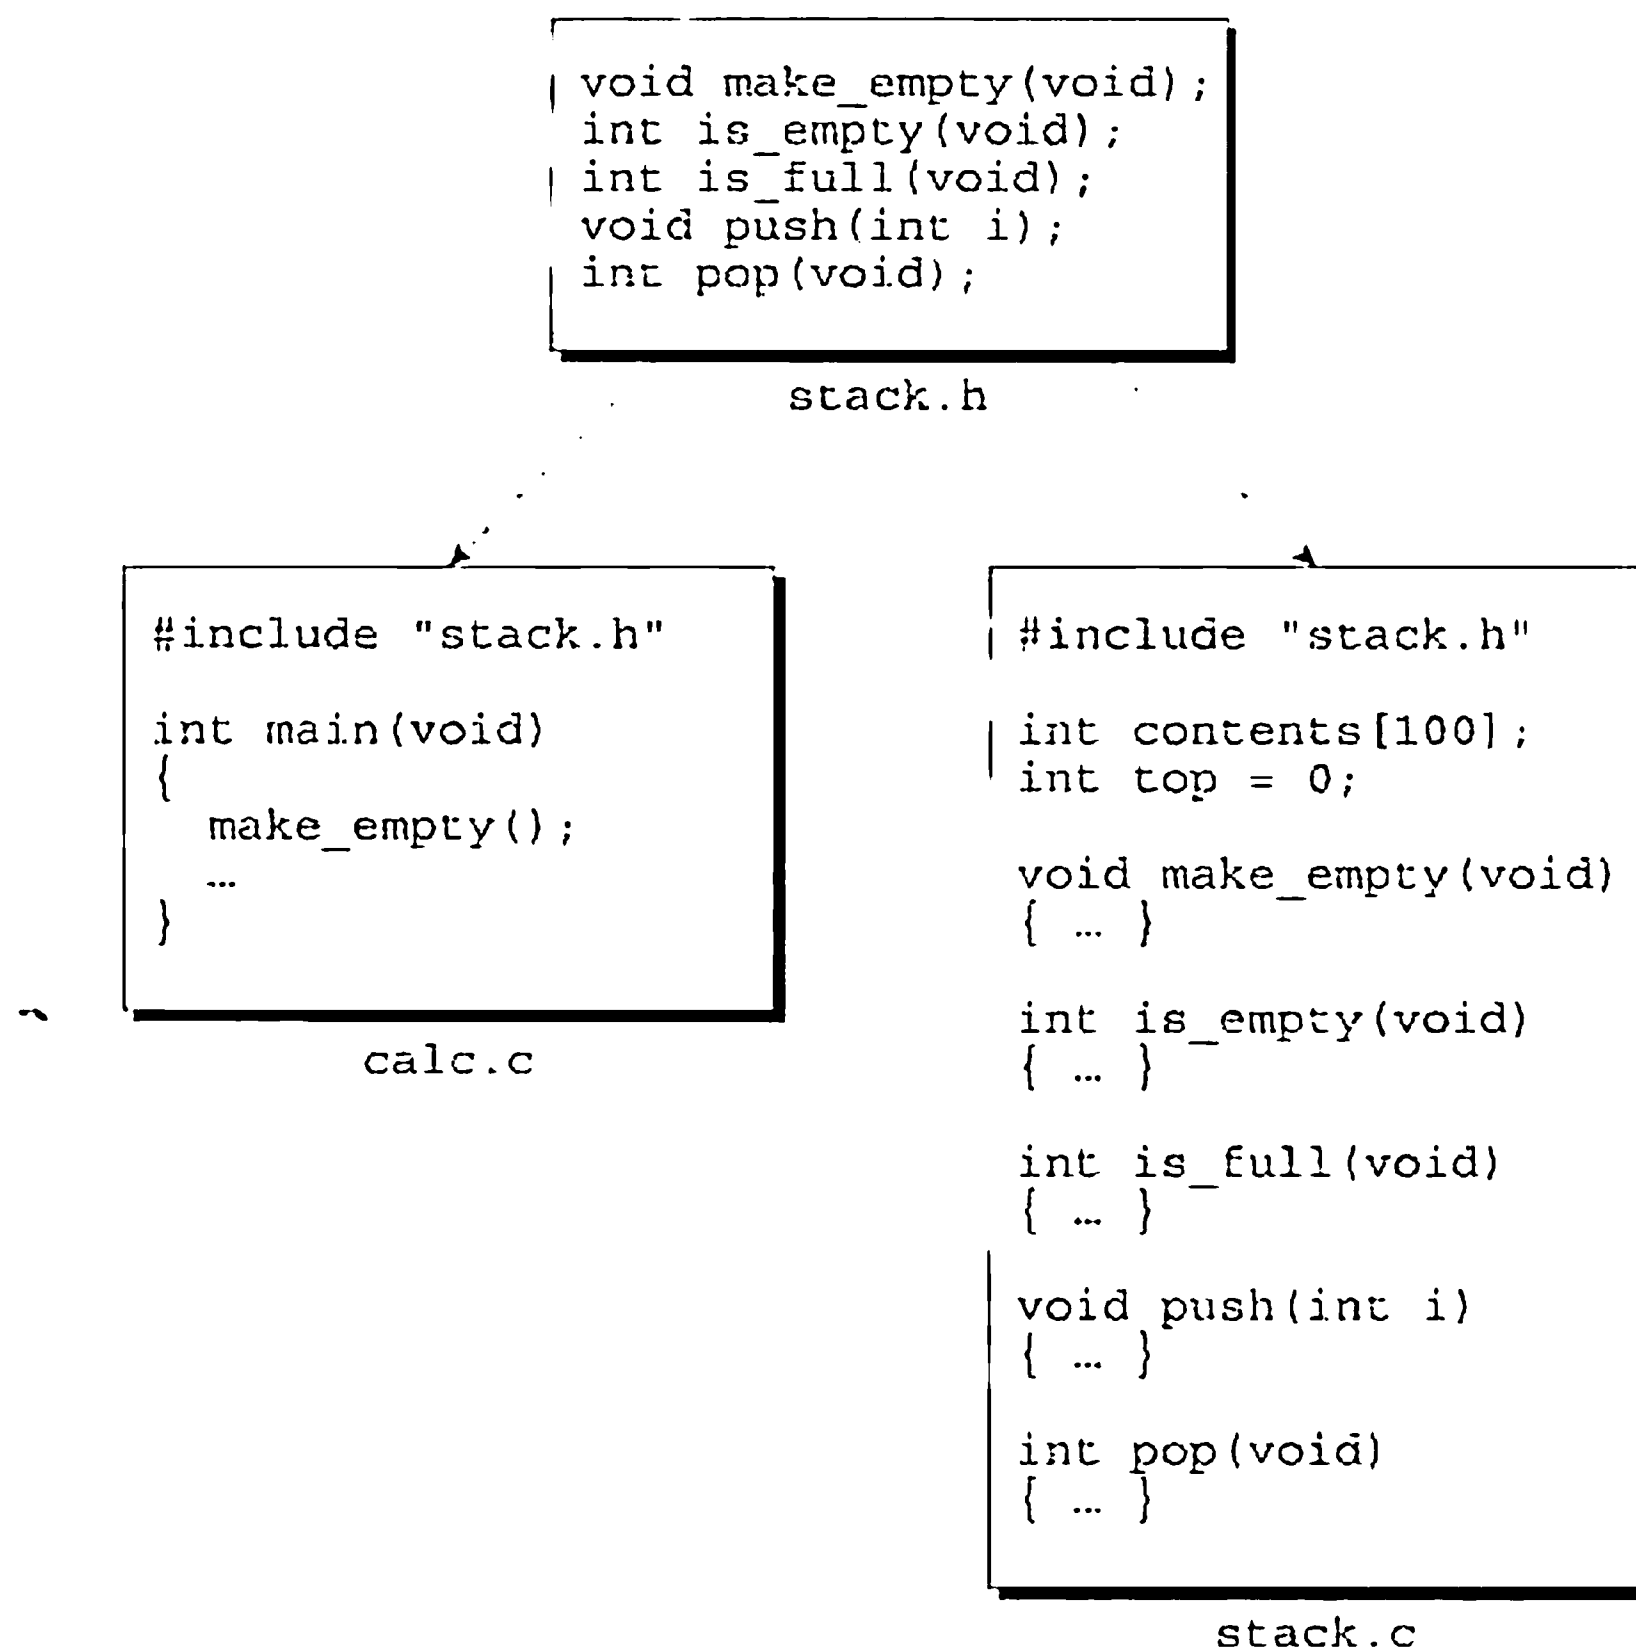 void make_empty(void);
int is_empty(void);
int is_full(void);
void push(int i);
int pop(void);
stack.h
#include "stack.h"
int main(void)
{
make_empty();
…
}
calc.c
#include "stack.h"
int contents[100];
int top = 0;
void make_empty(void)
{ … }
int is_empty(void)
{ … }
int is_full(void)
{ … }
void push(int i)
{ … }
int pop(void)
{ … }
stack.c